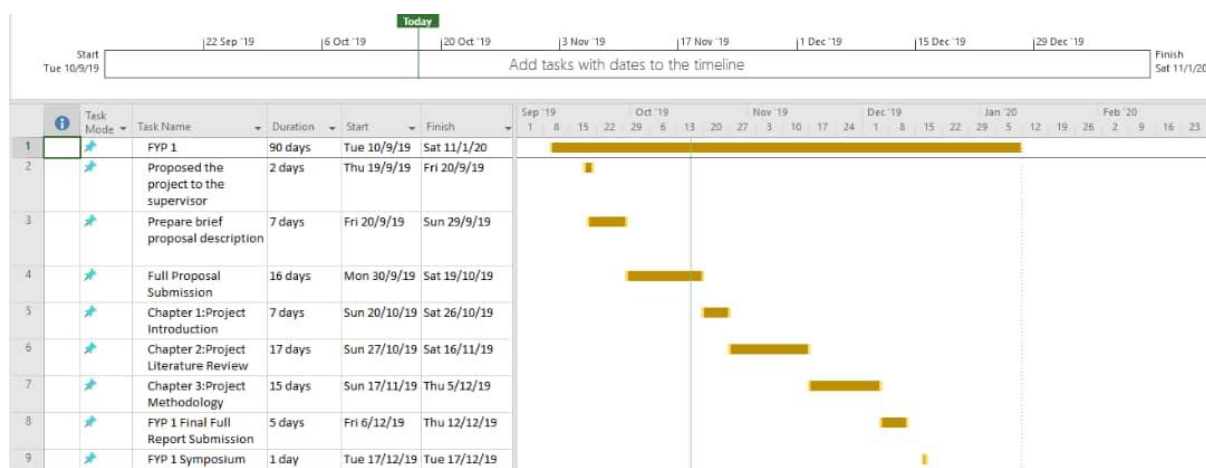 Today
22 Sep '19 6 Oct '19 20 Oct '19 3 Nov '19 17 Nov '19 1 Dec '19 15 Dec '19 29 Dec '19
Start
Tue 10/9/19
Add tasks with dates to the timeline
Finish
Sat 11/1/20
Task Mode Task Name Duration Start Finish
Sep '19 Oct '19 Nov '19 Dec '19 Jan '20 Feb '20
1 8 15 22 29 6 13 20 27 3 10 17 24 1 8 15 22 29 5 12 19 26 2 9 16 23
1 FYP 1 90 days Tue 10/9/19 Sat 11/1/20
2 Proposed the 2 days Thu 19/9/19 Fri 20/9/19
project to the
supervisor
3 Prepare brief 7 days Fri 20/9/19 Sun 29/9/19
proposal description
4 Full Proposal 16 days Mon 30/9/19 Sat 19/10/19
Submission
5 Chapter 1:Project 7 days Sun 20/10/19 Sat 26/10/19
Introduction
6 Chapter 2:Project 17 days Sun 27/10/19 Sat 16/11/19
Literature Review
7 Chapter 3:Project 15 days Sun 17/11/19 Thu 5/12/19
Methodology
8 FYP 1 Final Full 5 days Fri 6/12/19 Thu 12/12/19
Report Submission
9 FYP 1 Symposium 1 day Tue 17/12/19 Tue 17/12/19